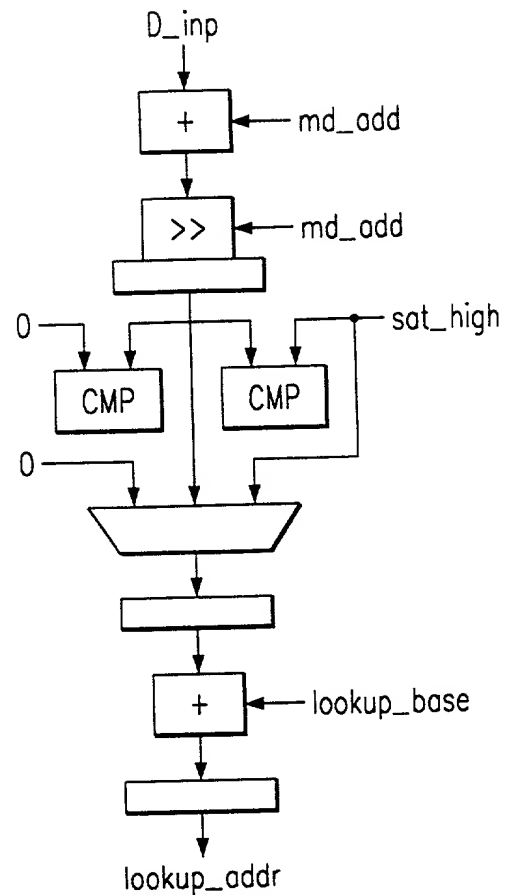 D_inp
+
md_add
>>
md_add
0
sat_high
CMP
CMP
0
+
lookup_base
lookup_addr